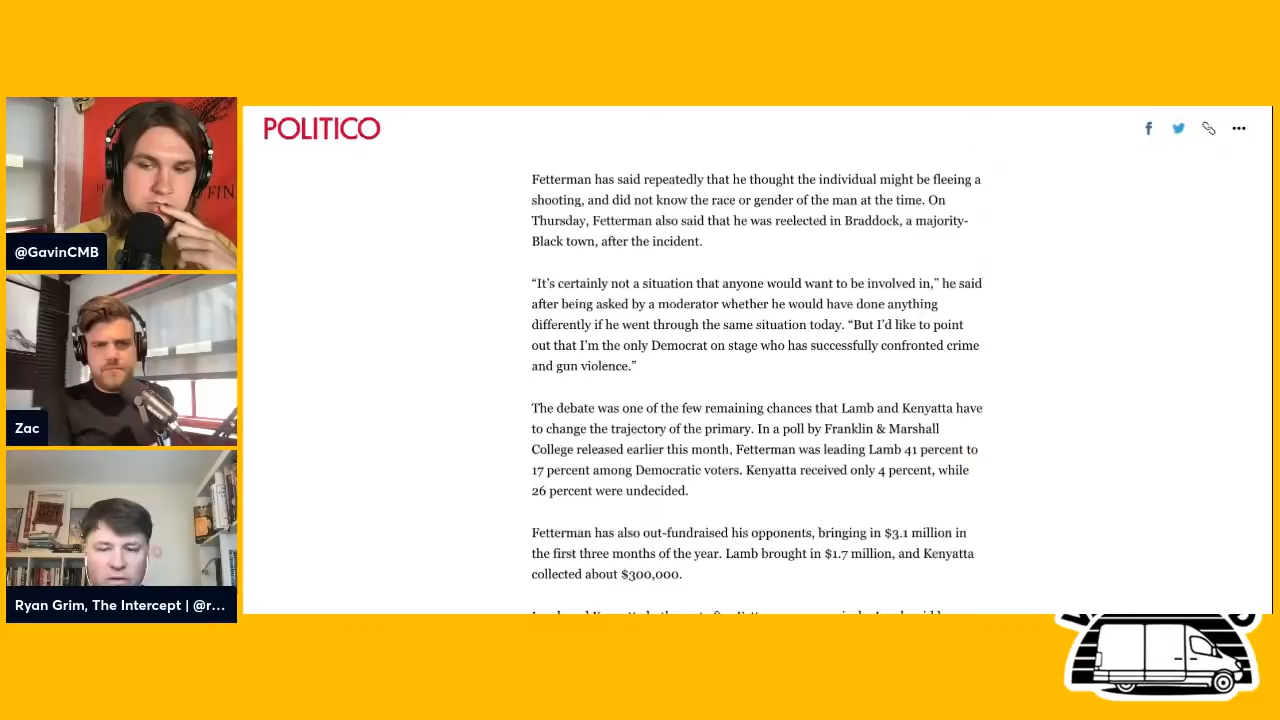 POLITICO
Fetterman has said repeatedly that he thought the individual might be fleeing a
shooting, and did not know the race or gender of the man at the time. On
Thursday, Fetterman also said that he was reelected in Braddock, a majority-
Black town, after the incident.
“It’s certainly not a situation that anyone would want to be involved in,” he said
after being asked by a moderator whether he would have done anything
differently if he went through the same situation today. “But I’d like to point
out that I’m the only Democrat on stage who has successfully confronted crime
and gun violence.”
The debate was one of the few remaining chances that Lamb and Kenyatta have
to change the trajectory of the primary. In a poll by Franklin & Marshall
College released earlier this month, Fetterman was leading Lamb 41 percent to
17 percent among Democratic voters. Kenyatta received only 4 percent, while
26 percent were undecided.
Fetterman has also out-fundraised his opponents, bringing in $3.1 million in
the first three months of the year. Lamb brought in $1.7 million, and Kenyatta
collected about $300,000.
@GavinCMB
Zac
Ryan Grim, The Intercept | @r...